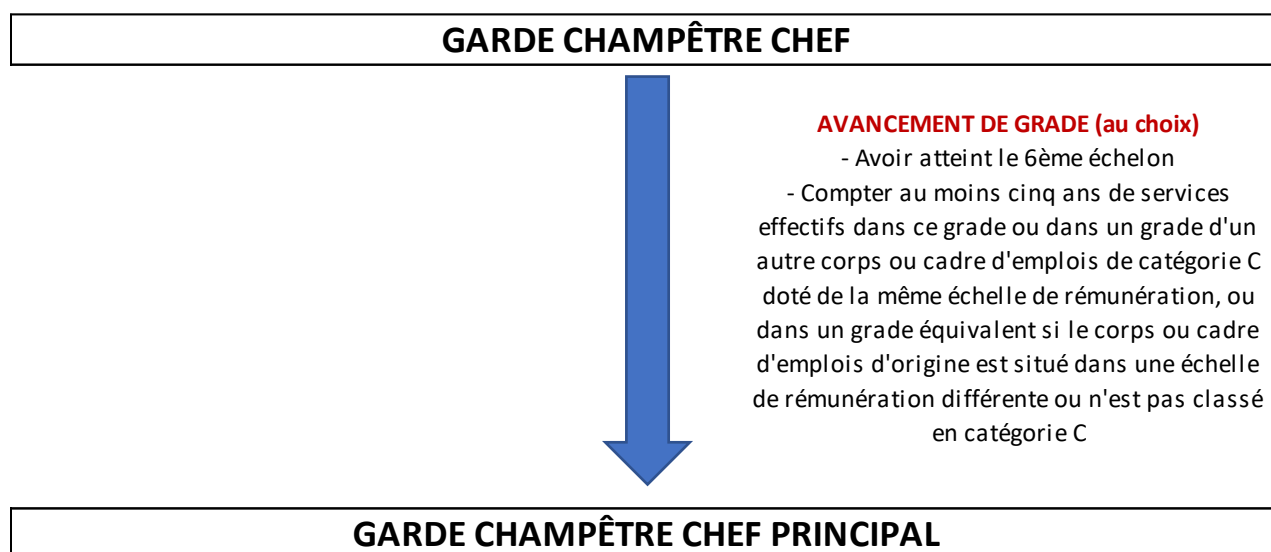 GARDE CHAMPÊTRE CHEF
AVANCEMENT DE GRADE (au choix)
- Avoir atteint le 6ème échelon
- Compter au moins cinq ans de services
effectifs dans ce grade ou dans un grade d'un
autre corps ou cadre d'emplois de catégorie C
doté de la même échelle de rémunération, ou
dans un grade équivalent si le corps ou cadre
d'emplois d'origine est situé dans une échelle
de rémunération différente ou n'est pas classé
en catégorie C
GARDE CHAMPÊTRE CHEF PRINCIPAL